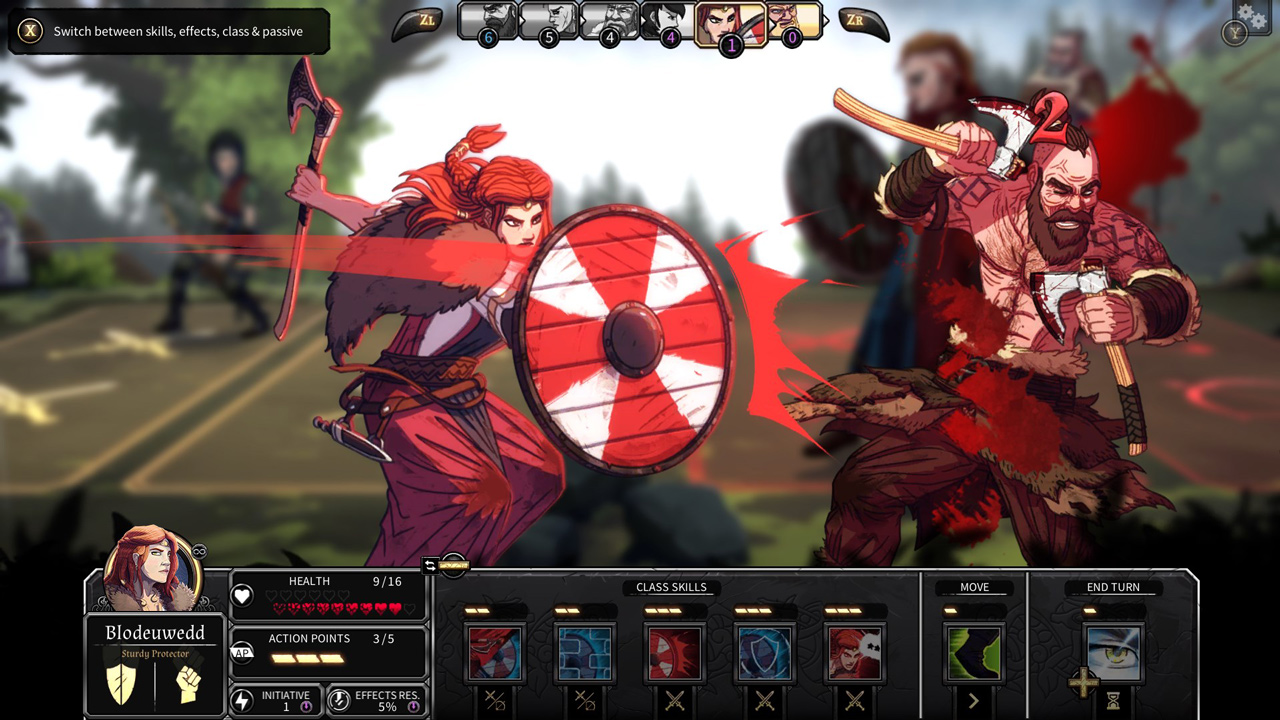 X Switch between skills, effects, class & passive
ZL
6 5 4 4 1 0
ZR
Y
2
Blodeuwedd
Sturdy Protector
HEALTH 9/16
AP ACTION POINTS 3/5
INITIATIVE
1
EFFECTS RES.
5%
CLASS SKILLS
MOVE
END TURN